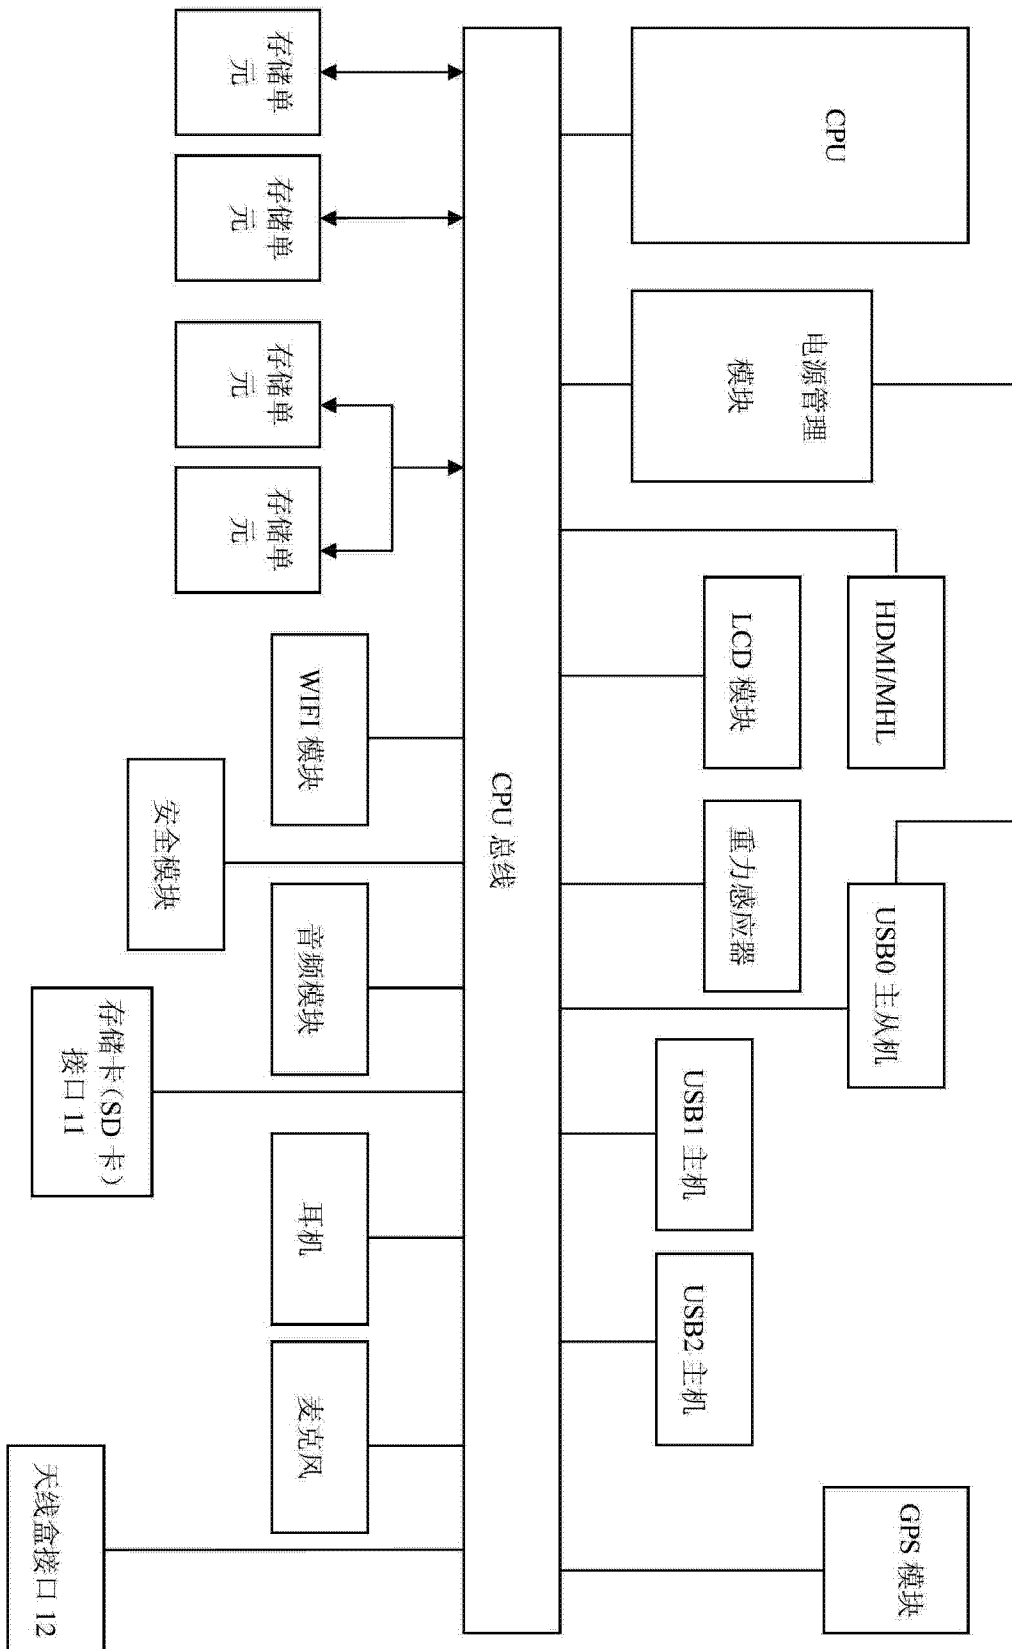 CPU
电源管理
模块
HDMI/MHL
LCD 模块
重力感应器
USB0 主从机
USB1 主机
USB2 主机
GPS 模块
CPU 总线
存储单
元
存储单
元
存储单
元
存储单
元
WIFI 模块
安全模块
音频模块
存储卡（SD 卡）
接口 11
耳机
麦克风
天线盒接口 12